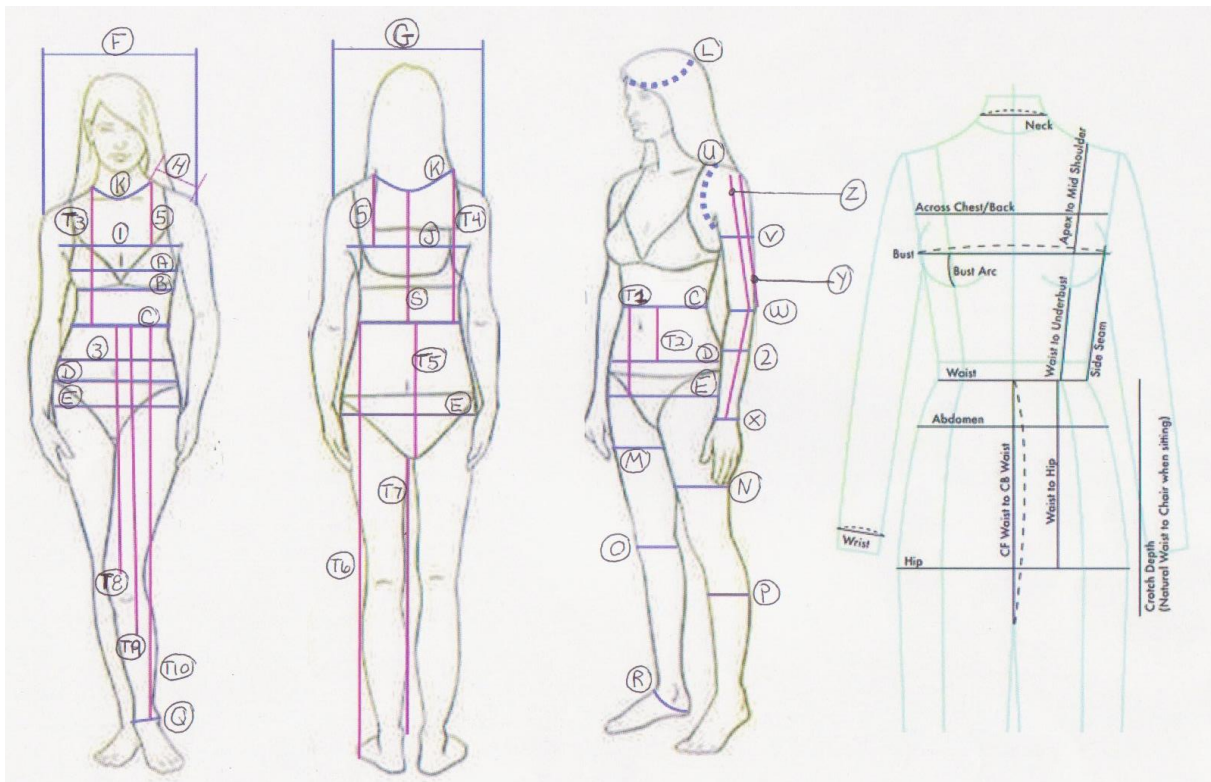 F
4
K
T3
5
1
A
B
C
3
D
E
T8
T9
T10
Q
G
K
5
J
T4
S
T5
E
T7
T6
L
U
Z
V
Y
T1
C
W
T2
D
2
E
X
M
N
O
P
R
Neck
Apex to Mid Shoulder
Across Chest/Back
Bust
Bust Arc
Waist to Underbust
Side Seam
Waist
Abdomen
CF Waist to CB Waist
Waist to Hip
Wrist
Hip
Crotch Depth
(Natural Waist to Chair when sitting)